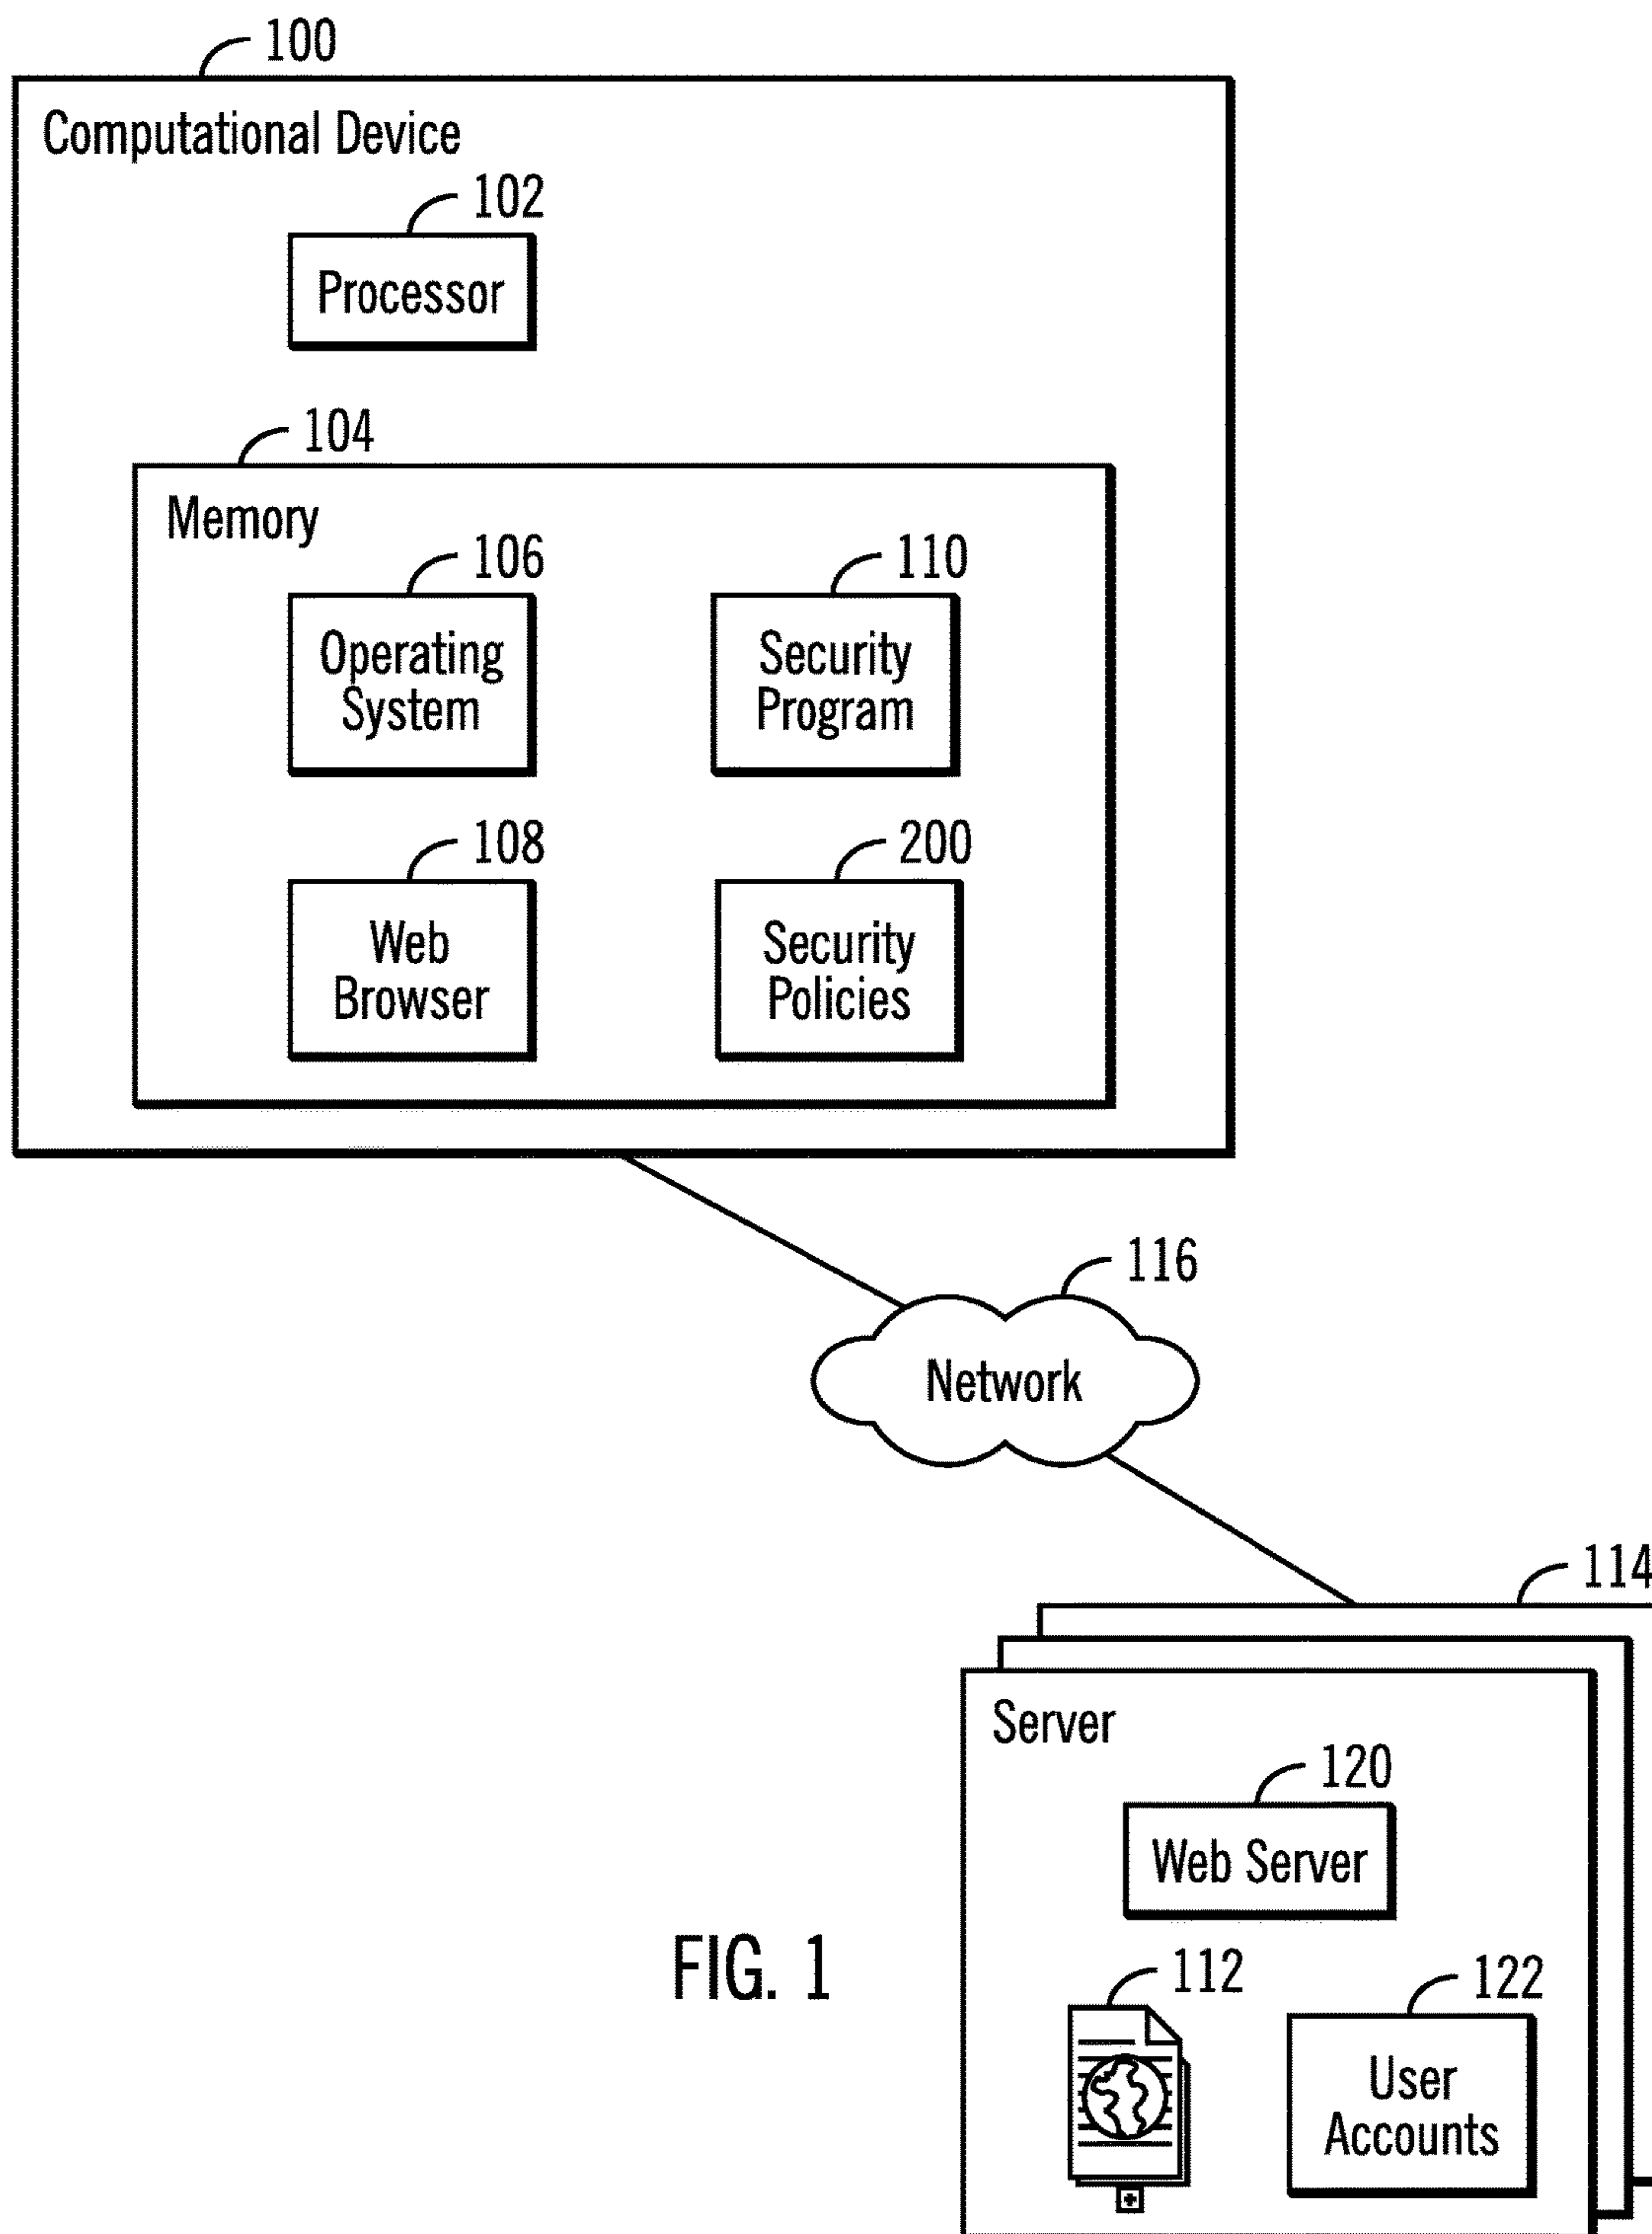 100
Computational Device
102
Processor
104
Memory
106
Operating
System
110
Security
Program
108
Web
Browser
200
Security
Policies
116
Network
114
Server
120
Web Server
112
122
User
Accounts
FIG. 1